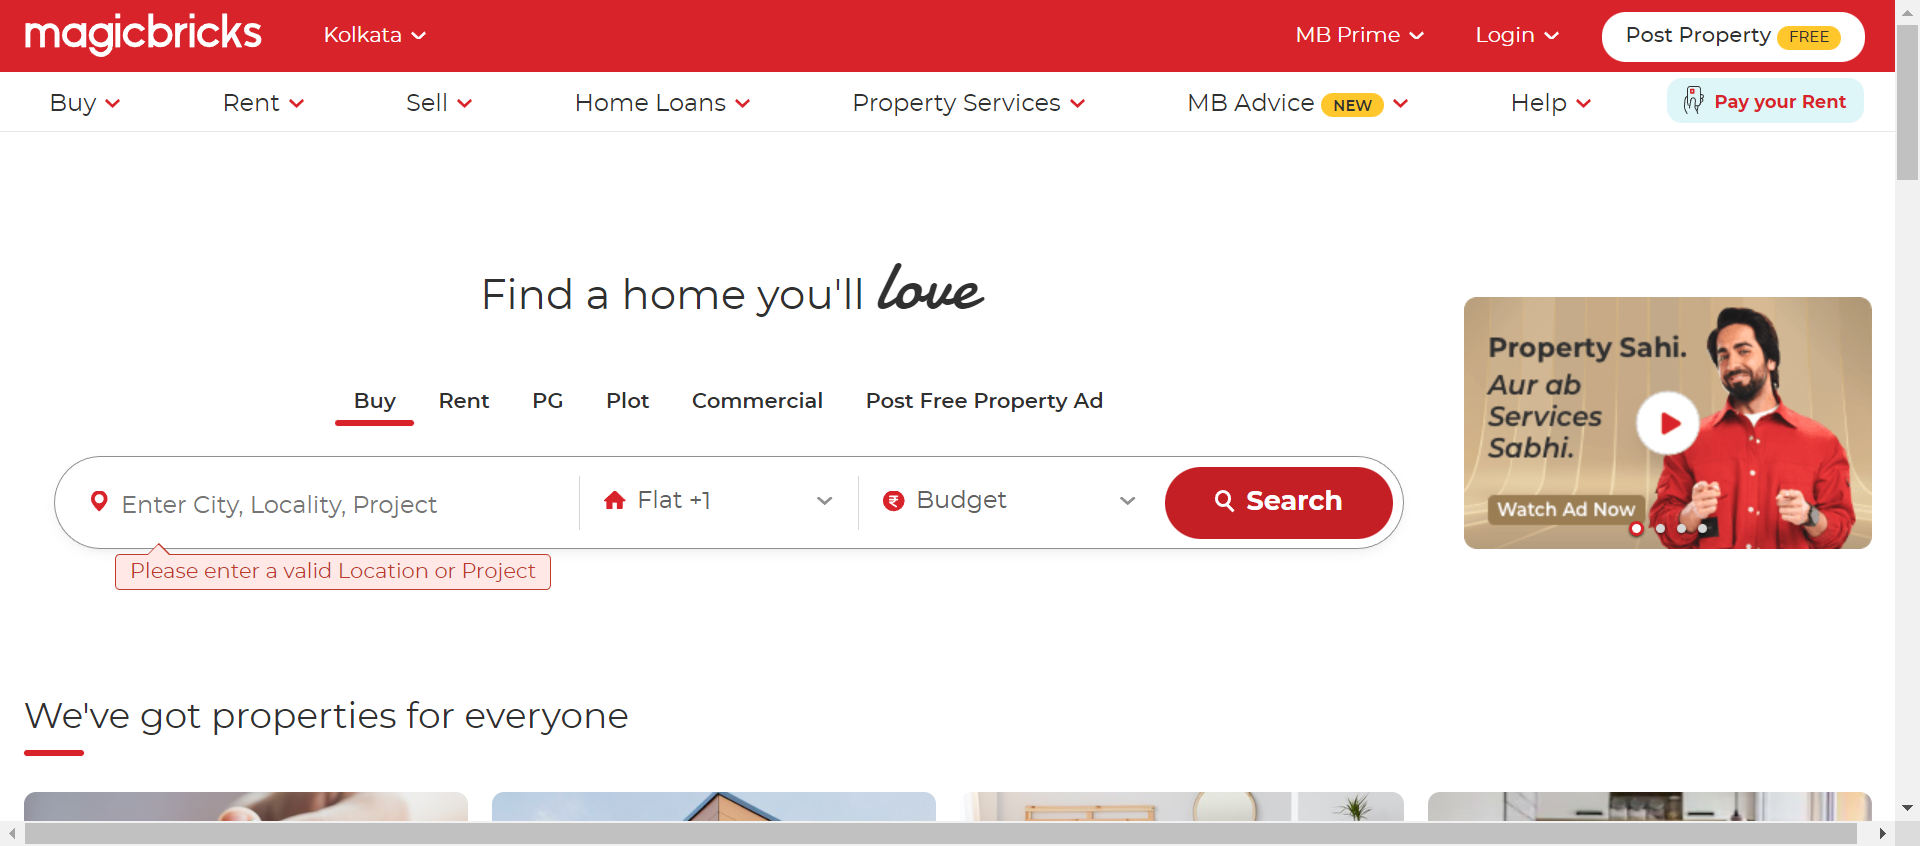 magicbricks
Kolkata
MB Prime
Login
Post Property FREE
Buy
Rent
Sell
Home Loans
Property Services
MB Advice NEW
Help
Pay your Rent
Find a home you'll love
Buy
Rent
PG
Plot
Commercial
Post Free Property Ad
Enter City, Locality, Project
Flat +1
Budget
Search
Please enter a valid Location or Project
Property Sahi.
Aur ab
Services
Sabhi.
Watch Ad Now
We've got properties for everyone